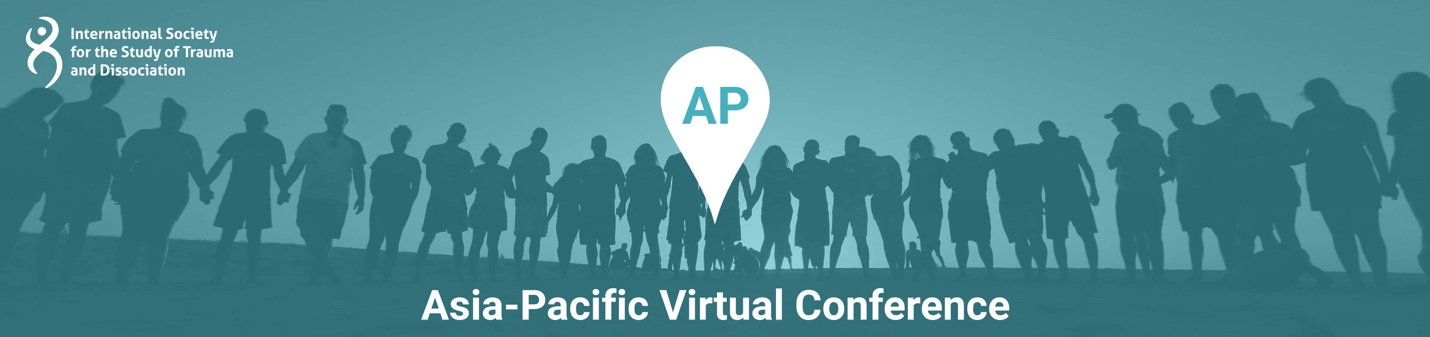 International Society
for the Study of Trauma
and Dissociation
AP
Asia-Pacific Virtual Conference